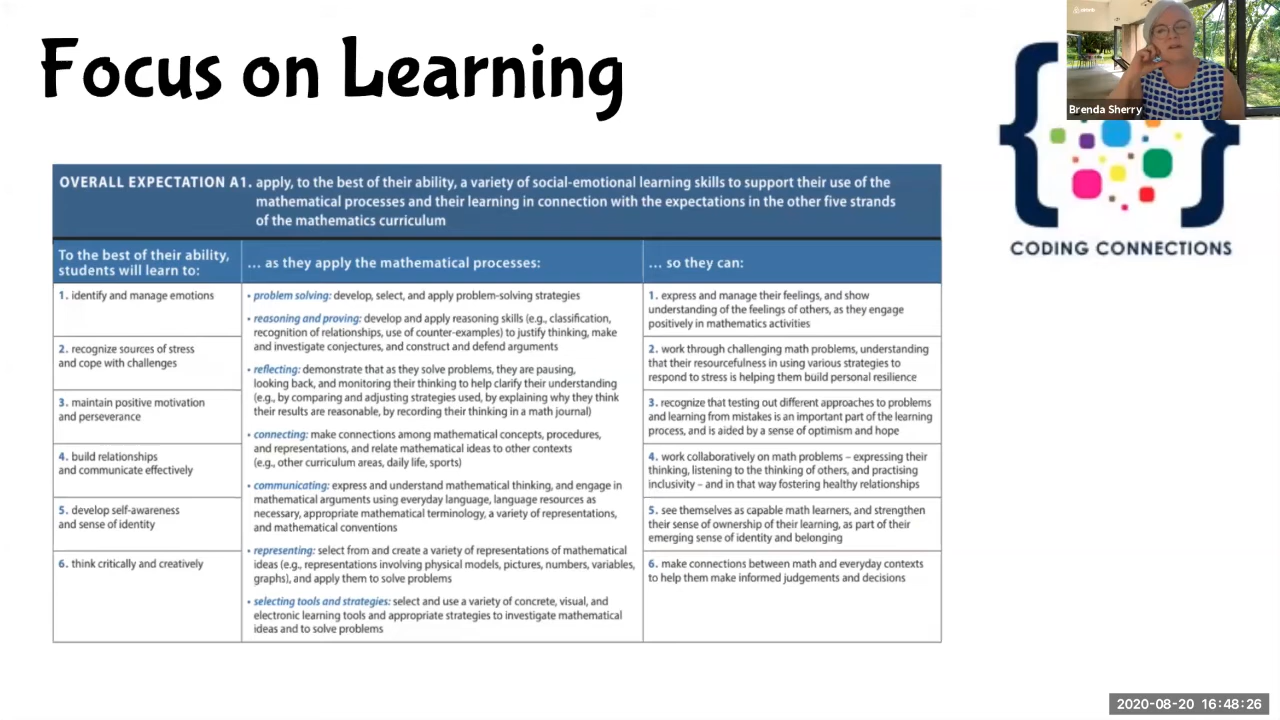 Focus on Learning
Brenda Sherry
CODING CONNECTIONS
OVERALL EXPECTATION A1. apply, to the best of their ability, a variety of social-emotional learning skills to support their use of the
mathematical processes and their learning in connection with the expectations in the other five strands
of the mathematics curriculum
To the best of their ability,
students will learn to:
… as they apply the mathematical processes:
… so they can:
1. identify and manage emotions
2. recognize sources of stress
and cope with challenges
3. maintain positive motivation
and perseverance
4. build relationships
and communicate effectively
5. develop self-awareness
and sense of identity
6. think critically and creatively
• problem solving: develop, select, and apply problem-solving strategies
• reasoning and proving: develop and apply reasoning skills (e.g., classification,
recognition of relationships, use of counter-examples) to justify thinking, make
and investigate conjectures, and construct and defend arguments
• reflecting: demonstrate that as they solve problems, they are pausing,
looking back, and monitoring their thinking to help clarify their understanding
(e.g., by comparing and adjusting strategies used, by explaining why they think
their results are reasonable, by recording their thinking in a math journal)
• connecting: make connections among mathematical concepts, procedures,
and representations, and relate mathematical ideas to other contexts
(e.g., other curriculum areas, daily life, sports)
• communicating: express and understand mathematical thinking, and engage in
mathematical arguments using everyday language, language resources as
necessary, appropriate mathematical terminology, a variety of representations,
and mathematical conventions
• representing: select from and create a variety of representations of mathematical
ideas (e.g., representations involving physical models, pictures, numbers, variables,
graphs), and apply them to solve problems
• selecting tools and strategies: select and use a variety of concrete, visual, and
electronic learning tools and appropriate strategies to investigate mathematical
ideas and to solve problems
1. express and manage their feelings, and show
understanding of the feelings of others, as they engage
positively in mathematics activities
2. work through challenging math problems, understanding
that their resourcefulness in using various strategies to
respond to stress is helping them build personal resilience
3. recognize that testing out different approaches to problems
and learning from mistakes is an important part of the learning
process, and is aided by a sense of optimism and hope
4. work collaboratively on math problems – expressing their
thinking, listening to the thinking of others, and practising
inclusivity – and in that way fostering healthy relationships
5. see themselves as capable math learners, and strengthen
their sense of ownership of their learning, as part of their
emerging sense of identity and belonging
6. make connections between math and everyday contexts
to help them make informed judgements and decisions
2020-08-20 16:48:26